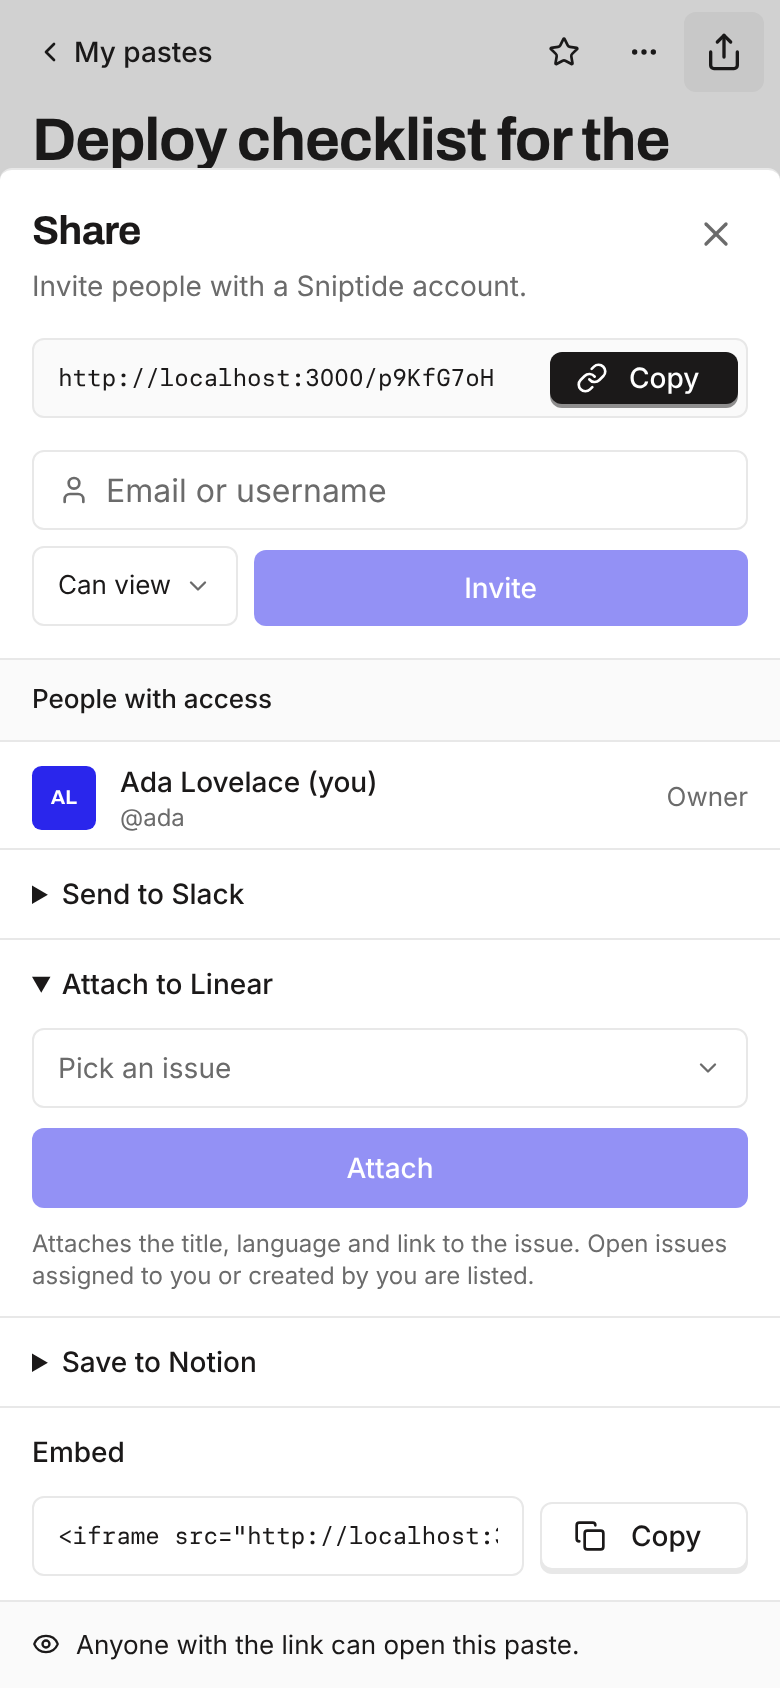 My pastes
Deploy checklist for the
Share
Invite people with a Sniptide account.
http://localhost:3000/p9KfG7oH
Copy
Email or username
Can view
Invite
People with access
AL
Ada Lovelace (you)
@ada
Owner
Send to Slack
Attach to Linear
Pick an issue
Attach
Attaches the title, language and link to the issue. Open issues
assigned to you or created by you are listed.
Save to Notion
Embed
<iframe src="http://localhost:
Copy
Anyone with the link can open this paste.